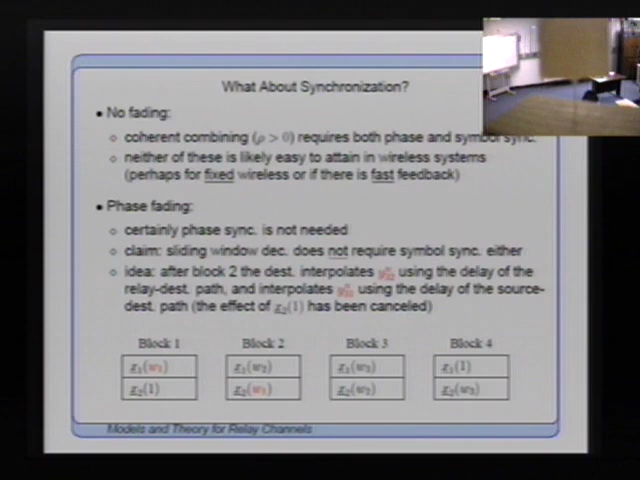 What About Synchronization?
• No fading:
◦ coherent combining (ρ > 0) requires both phase and symbol sync.
◦ neither of these is likely easy to attain in wireless systems
(perhaps for fixed wireless or if there is fast feedback)
• Phase fading:
◦ certainly phase sync. is not needed
◦ claim: sliding window dec. does not require symbol sync. either
◦ idea: after block 2 the dest. interpolates using the delay of the
relay-dest. path, and interpolates using the delay of the source-
dest. path (the effect of x₂(1) has been canceled)
Block 1 Block 2 Block 3 Block 4
x₁(w₁) x₁(w₂) x₁(w₃) x₁(1)
x₂(1) x₂(w₁) x₂(w₂) x₂(w₃)
Models and Theory for Relay Channels